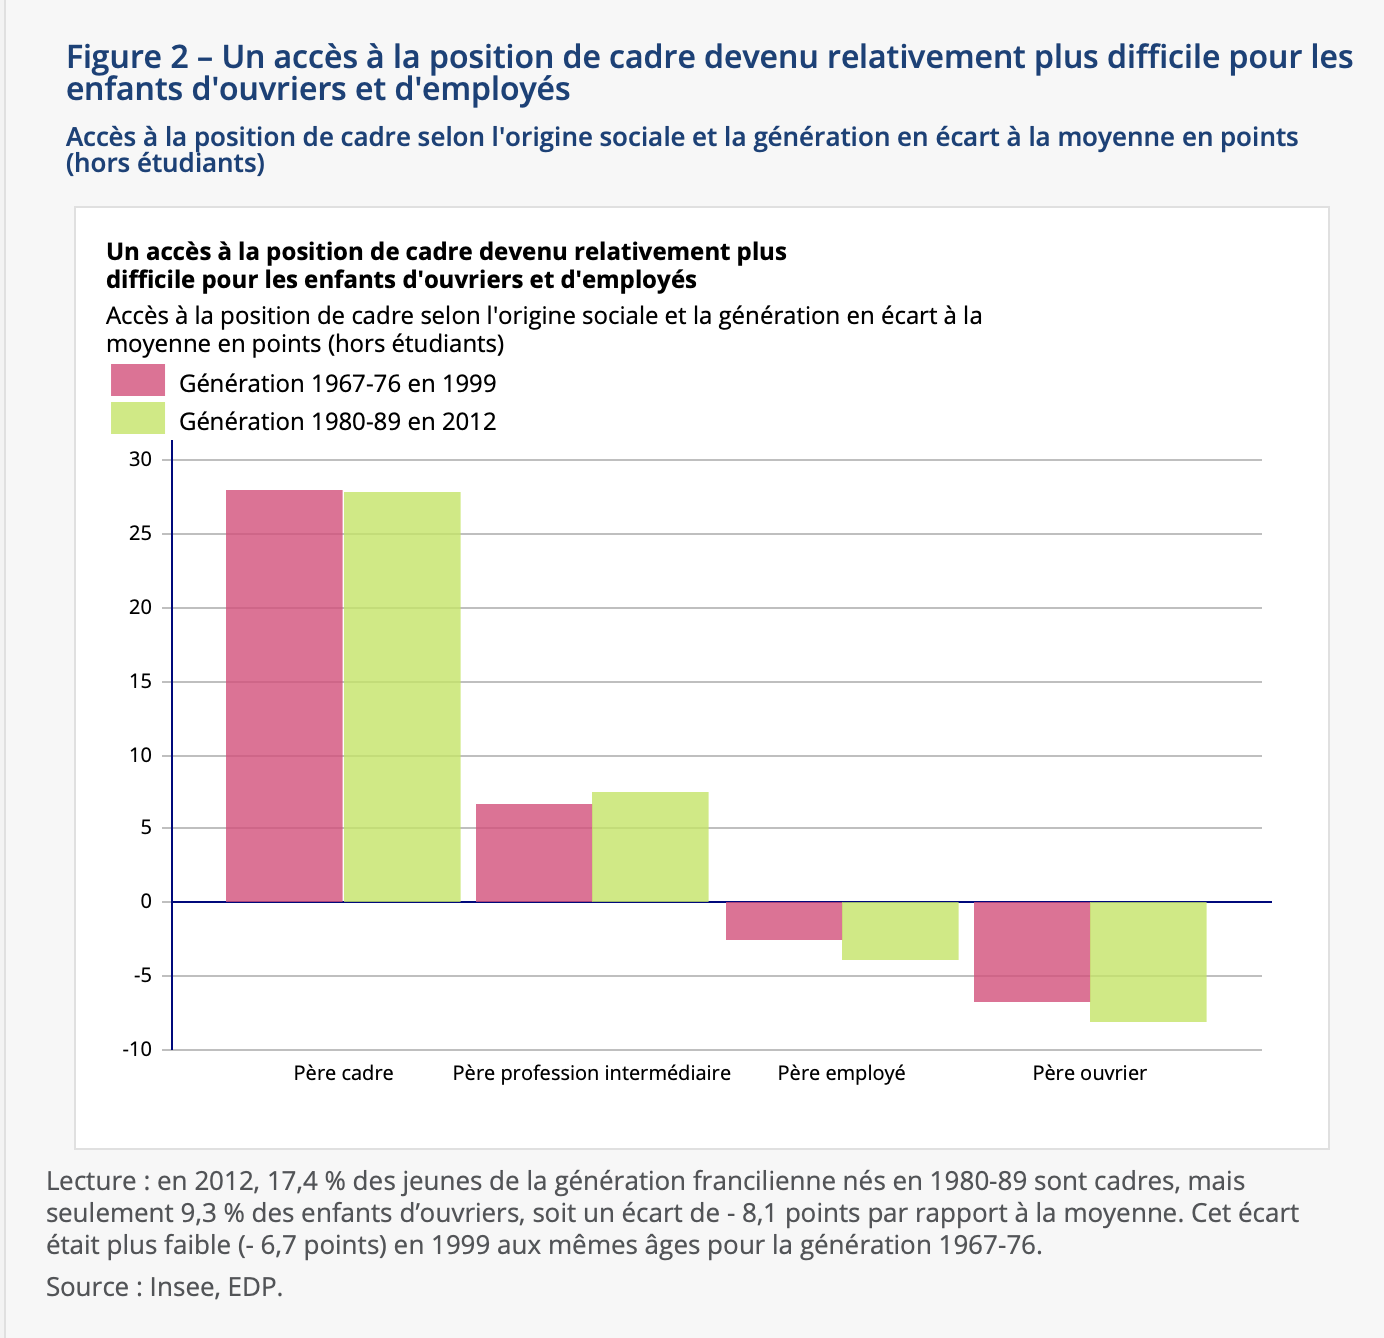 Figure 2 – Un accès à la position de cadre devenu relativement plus difficile pour les
enfants d'ouvriers et d'employés
Accès à la position de cadre selon l'origine sociale et la génération en écart à la moyenne en points
(hors étudiants)
Un accès à la position de cadre devenu relativement plus
difficile pour les enfants d'ouvriers et d'employés
Accès à la position de cadre selon l'origine sociale et la génération en écart à la
moyenne en points (hors étudiants)
Génération 1967-76 en 1999
Génération 1980-89 en 2012
30
25
20
15
10
5
0
-5
-10
Père cadre Père profession intermédiaire Père employé Père ouvrier
Lecture : en 2012, 17,4 % des jeunes de la génération francilienne nés en 1980-89 sont cadres, mais
seulement 9,3 % des enfants d’ouvriers, soit un écart de - 8,1 points par rapport à la moyenne. Cet écart
était plus faible (- 6,7 points) en 1999 aux mêmes âges pour la génération 1967-76.
Source : Insee, EDP.